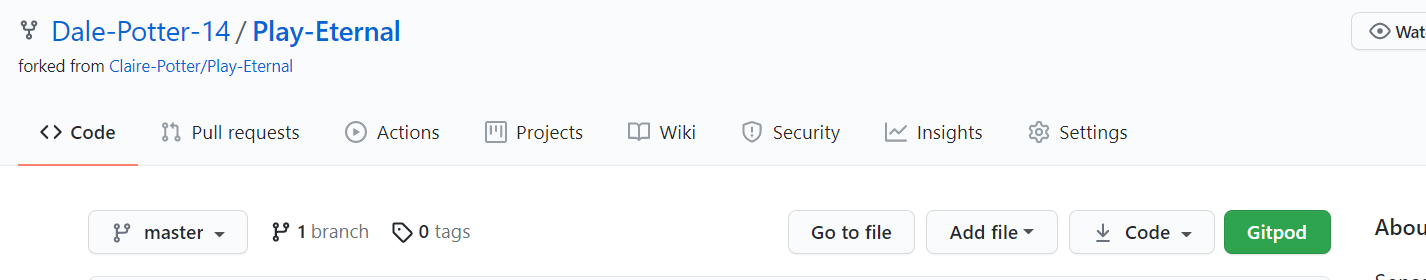 Dale-Potter-14 / Play-Eternal
Wat
forked from Claire-Potter/Play-Eternal
Code Pull requests Actions Projects Wiki Security Insights Settings
master 1 branch 0 tags Go to file Add file Code Gitpod
Abou